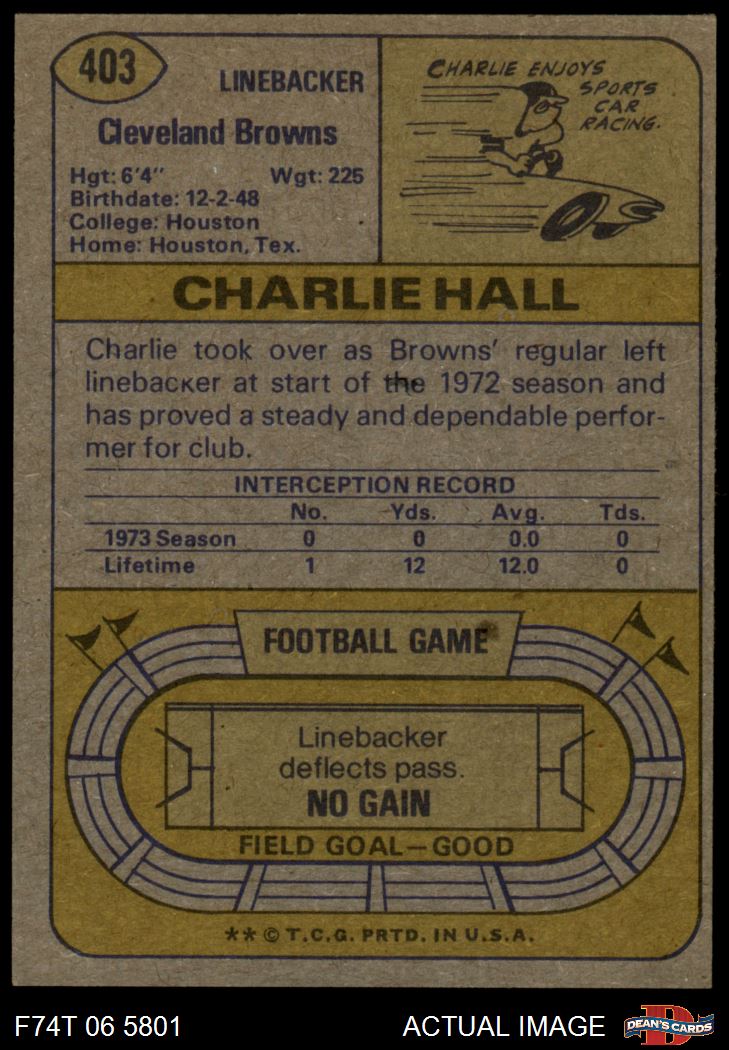 403
LINEBACKER
Cleveland Browns
Hgt: 6'4" Wgt: 225
Birthdate: 12-2-48
College: Houston
Home: Houston, Tex.
CHARLIE ENJOYS
SPORTS
CAR
RACING.
CHARLIE HALL
Charlie took over as Browns' regular left
linebacker at start of the 1972 season and
has proved a steady and dependable perfor-
mer for club.
INTERCEPTION RECORD
No. Yds. Avg. Tds.
1973 Season 0 0 0.0 0
Lifetime 1 12 12.0 0
FOOTBALL GAME
Linebacker
deflects pass.
NO GAIN
FIELD GOAL—GOOD
** © T.C.G. PRTD. IN U.S.A.
F74T 06 5801 ACTUAL IMAGE
D
DEAN'S CARDS